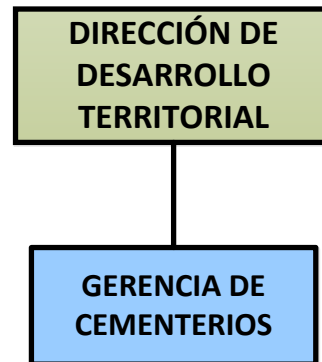 DIRECCIÓN DE
DESARROLLO
TERRITORIAL
GERENCIA DE
CEMENTERIOS